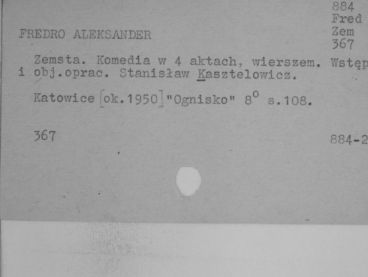 884
Fred
Zem
367
FREDRO ALEKSANDER
Zemsta. Komedia w 4 aktach, wierszem. Wstęp
i obj.oprac. Stanisław Kasztelowicz.
Katowice [ok.1950] "Ognisko" 8° s.108.
367
884-2